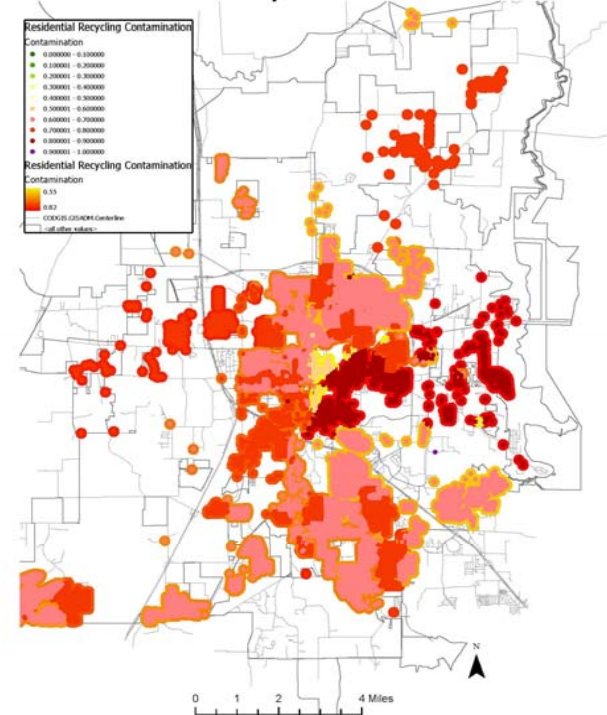 Residential Recycling Contamination
Contamination
0.000000 - 0.100000
0.100001 - 0.200000
0.200001 - 0.300000
0.300001 - 0.400000
0.400001 - 0.500000
0.500001 - 0.600000
0.600001 - 0.700000
0.700001 - 0.800000
0.800001 - 0.900000
0.900001 - 1.000000
Residential Recycling Contamination
Contamination
0.55
0.82
CODGIS.GISADM.Centerline
<all other values>
N
0 1 2 4 Miles